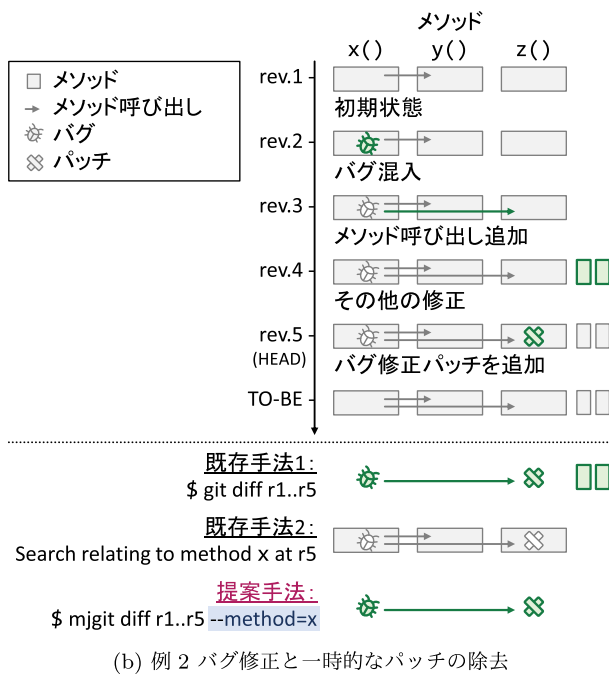 メソッド
x() y() z()
メソッド
メソッド呼び出し
バグ
パッチ
rev.1
初期状態
rev.2
バグ混入
rev.3
メソッド呼び出し追加
rev.4
その他の修正
rev.5
(HEAD)
バグ修正パッチを追加
TO-BE
既存手法1:
$ git diff r1..r5
既存手法2:
Search relating to method x at r5
提案手法:
$ mjgit diff r1..r5 --method=x
(b) 例 2 バグ修正と一時的なパッチの除去